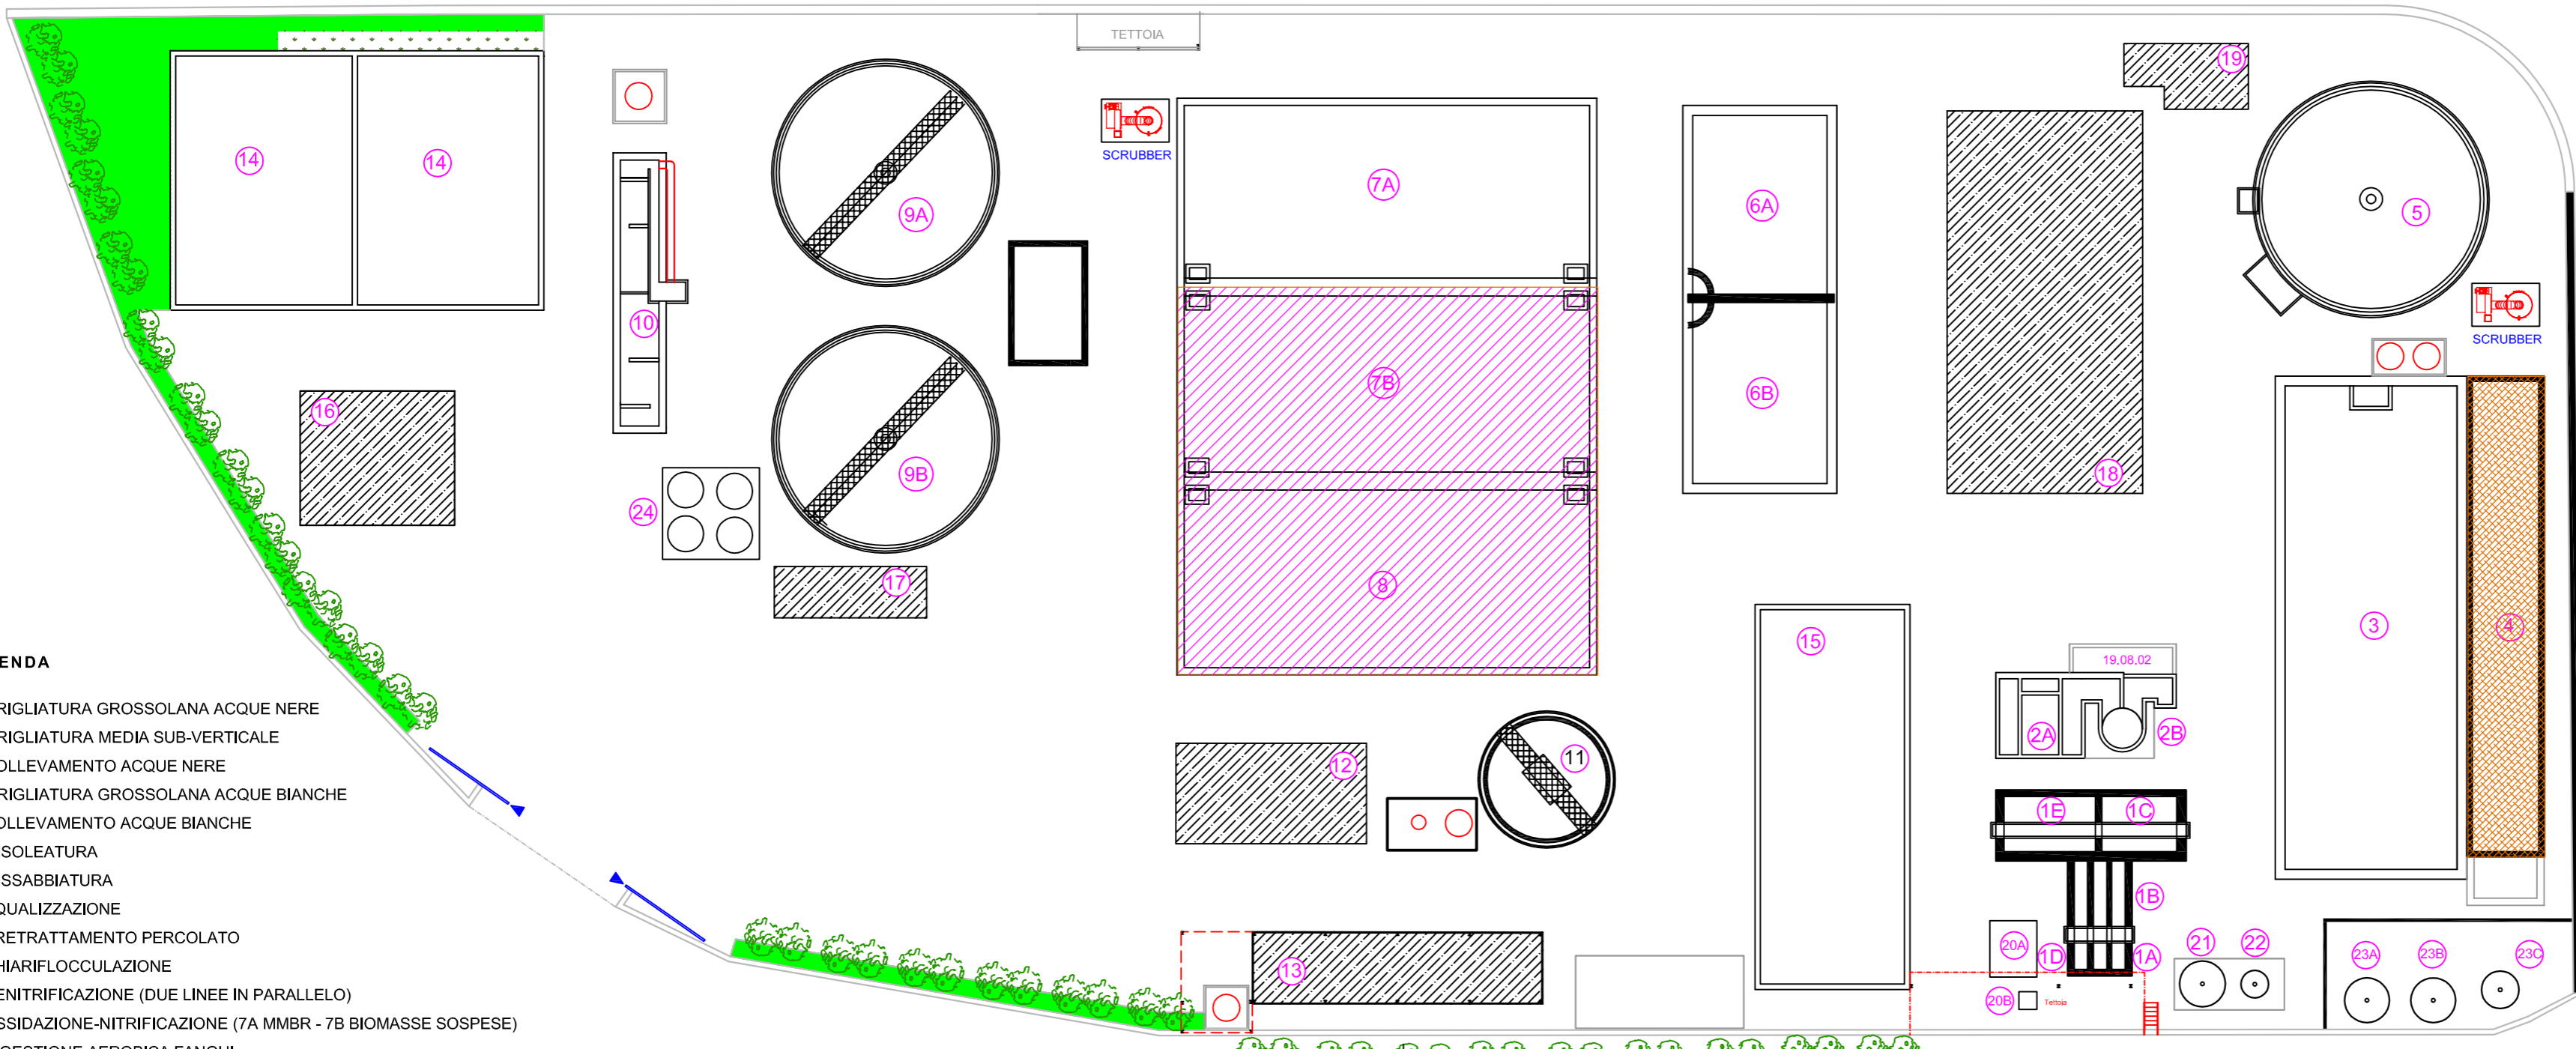 TETTOIA
19
14
14
SCRUBBER
7A
6A
9A
5
10
SCRUBBER
7B
6B
16
9B
18
24
17
8
3
4
15
19.08.02
2A
2B
12
11
1E
1C
1B
13
20A
1D
1A
21
22
23A
23B
23C
20B
Tettoia
ENDA
RIGLIATURA GROSSOLANA ACQUE NERE
RIGLIATURA MEDIA SUB-VERTICALE
OLLEVAMENTO ACQUE NERE
RIGLIATURA GROSSOLANA ACQUE BIANCHE
OLLEVAMENTO ACQUE BIANCHE
SOLEATURA
SSABBIATURA
QUALIZZAZIONE
RETRATTAMENTO PERCOLATO
HIARIFLOCCULAZIONE
ENITRIFICAZIONE (DUE LINEE IN PARALLELO)
SSIDAZIONE-NITRIFICAZIONE (7A MMBR - 7B BIOMASSE SOSPESE)